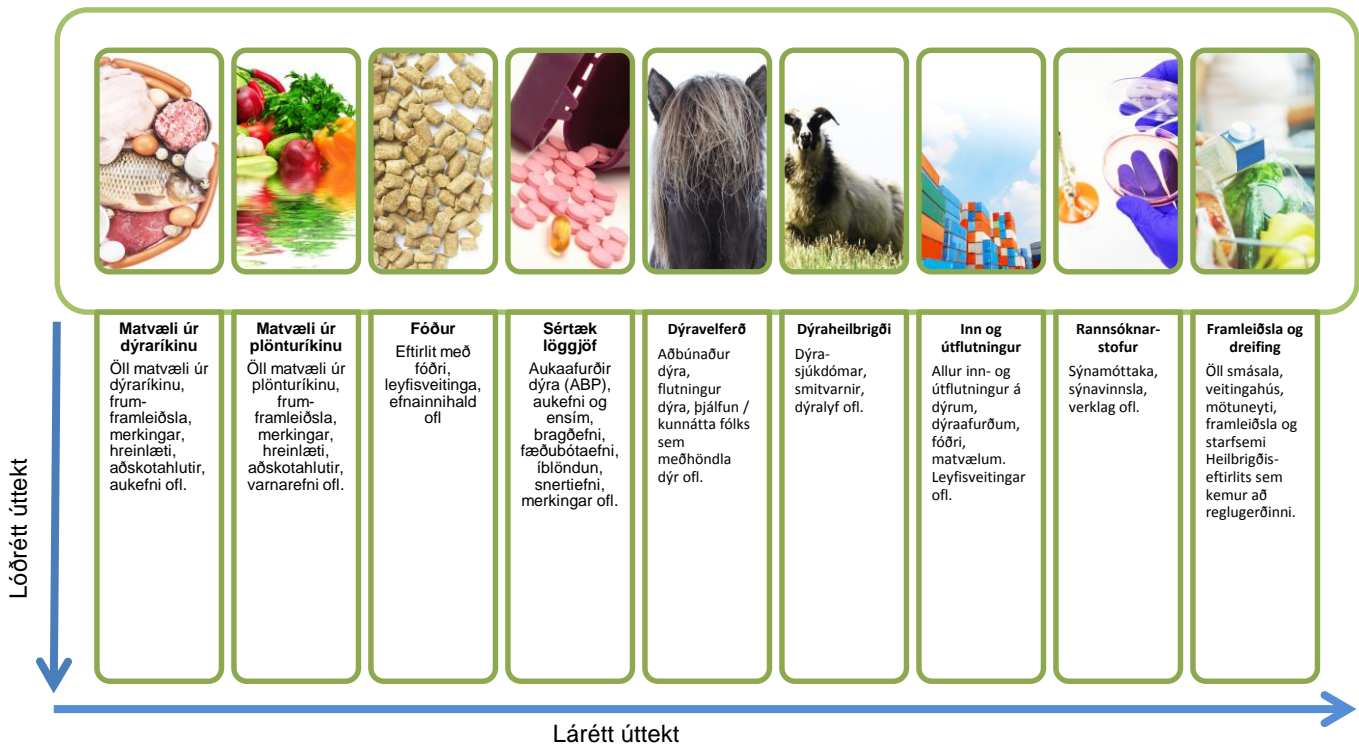 Matvæli úr
dýraríkinu
Öll matvæli úr
dýraríkinu,
frum-
framleiðsla,
merkingar,
hreinlæti,
aðskotahlutir,
aukefni ofl.
Matvæli úr
plönturíkinu
Öll matvæli úr
plönturíkinu,
frum-
framleiðsla,
merkingar,
hreinlæti,
aðskotahlutir,
varnarefni ofl.
Fóður
Eftirlit með
fóðri,
leyfisveitinga,
efnainnihald
ofl
Sértæk
löggjöf
Aukaafurðir
dýra (ABP),
aukefni og
ensím,
bragðefni,
fæðubótaefni,
íblöndun,
snertiefni,
merkingar ofl.
Dýravelferð
Aðbúnaður
dýra,
flutningur
dýra, þjálfun /
kunnátta fólks
sem
meðhöndla
dýr ofl.
Dýraheilbrigði
Dýra-
sjúkdómar,
smitvarnir,
dýralyf ofl.
Inn og
útflutningur
Allur inn- og
útflutningur á
dýrum,
dýraafurðum,
fóðri,
matvælum.
Leyfisveitingar
ofl.
Rannsóknar-
stofur
Sýnamóttaka,
sýnavinnsla,
verklag ofl.
Framleiðsla og
dreifing
Öll smásala,
veitingahús,
mötuneyti,
framleiðsla og
starfsemi
Heilbrigðis-
eftirlits sem
kemur að
reglugerðinni.
Lóðrétt úttekt
Lárétt úttekt